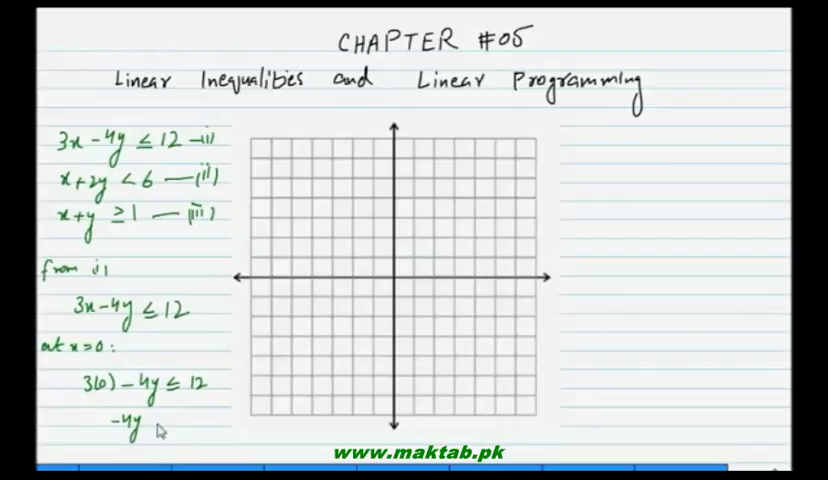 CHAPTER #05
Linear Inequalities and Linear Programming
3x - 4y ≤ 12 —(i)
x + 2y < 6 —(ii)
x + y ≥ 1 —(iii)
from (i)
3x - 4y ≤ 12
at x=0:
3(0) - 4y ≤ 12
-4y
www.maktab.pk